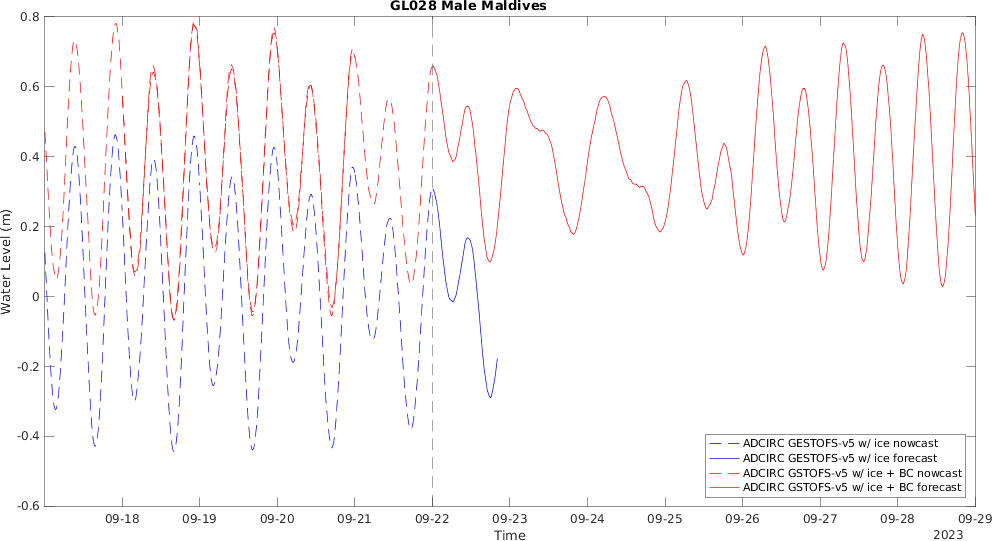 GL028 Male Maldives
0.8
0.6
0.4
0.2
0
-0.2
-0.4
-0.6
Water Level (m)
ADCIRC GESTOFS-v5 w/ ice nowcast
ADCIRC GESTOFS-v5 w/ ice forecast
ADCIRC GSTOFS-v5 w/ ice + BC nowcast
ADCIRC GSTOFS-v5 w/ ice + BC forecast
09-18 09-19 09-20 09-21 09-22 09-23 09-24 09-25 09-26 09-27 09-28 09-29
Time
2023